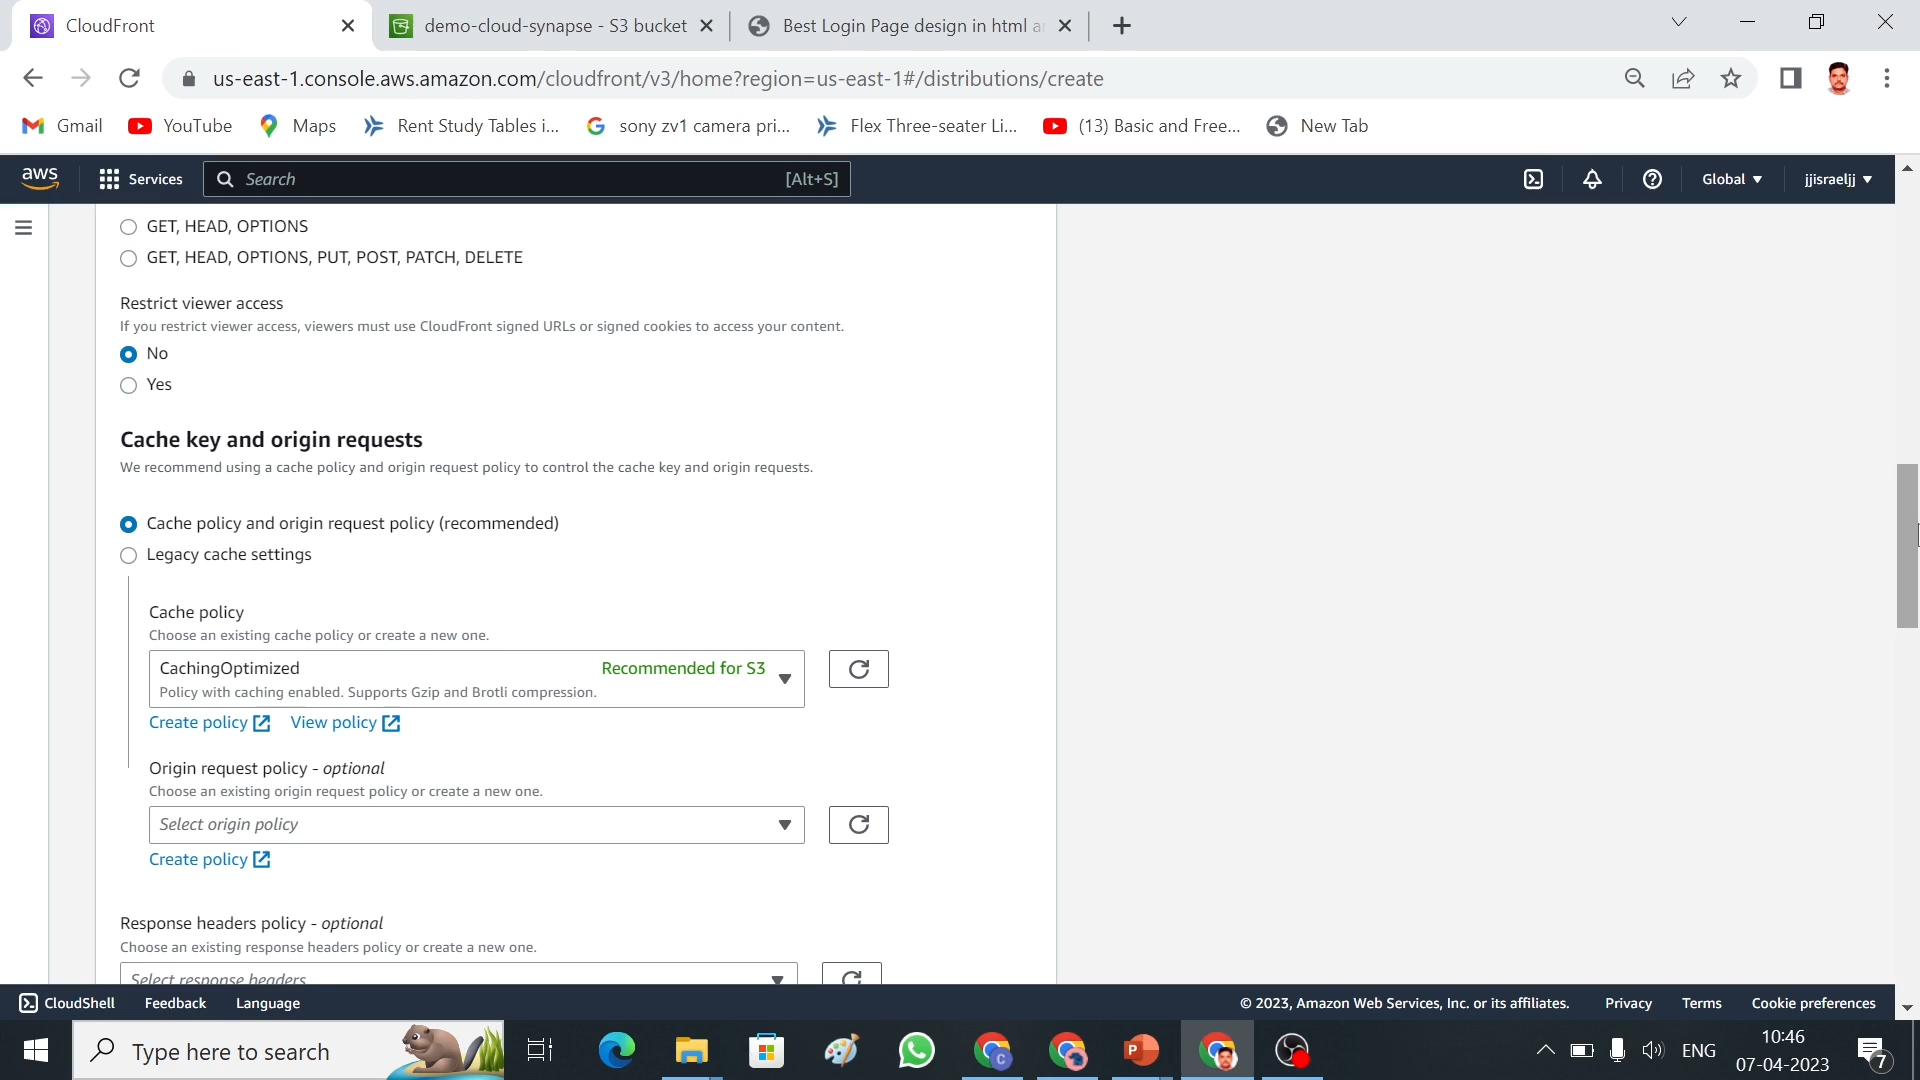 CloudFront
demo-cloud-synapse - S3 bucket
Best Login Page design in html a
us-east-1.console.aws.amazon.com/cloudfront/v3/home?region=us-east-1#/distributions/create
Gmail
YouTube
Maps
Rent Study Tables i...
sony zv1 camera pri...
Flex Three-seater Li...
(13) Basic and Free...
New Tab
aws
Services
Search
[Alt+S]
Global
jjisraeljj
GET, HEAD, OPTIONS
GET, HEAD, OPTIONS, PUT, POST, PATCH, DELETE
Restrict viewer access
If you restrict viewer access, viewers must use CloudFront signed URLs or signed cookies to access your content.
No
Yes
Cache key and origin requests
We recommend using a cache policy and origin request policy to control the cache key and origin requests.
Cache policy and origin request policy (recommended)
Legacy cache settings
Cache policy
Choose an existing cache policy or create a new one.
CachingOptimized
Recommended for S3
Policy with caching enabled. Supports Gzip and Brotli compression.
Create policy
View policy
Origin request policy - optional
Choose an existing origin request policy or create a new one.
Select origin policy
Create policy
Response headers policy - optional
Choose an existing response headers policy or create a new one.
Select response headers
CloudShell
Feedback
Language
© 2023, Amazon Web Services, Inc. or its affiliates.
Privacy
Terms
Cookie preferences
Type here to search
ENG
10:46
07-04-2023
7